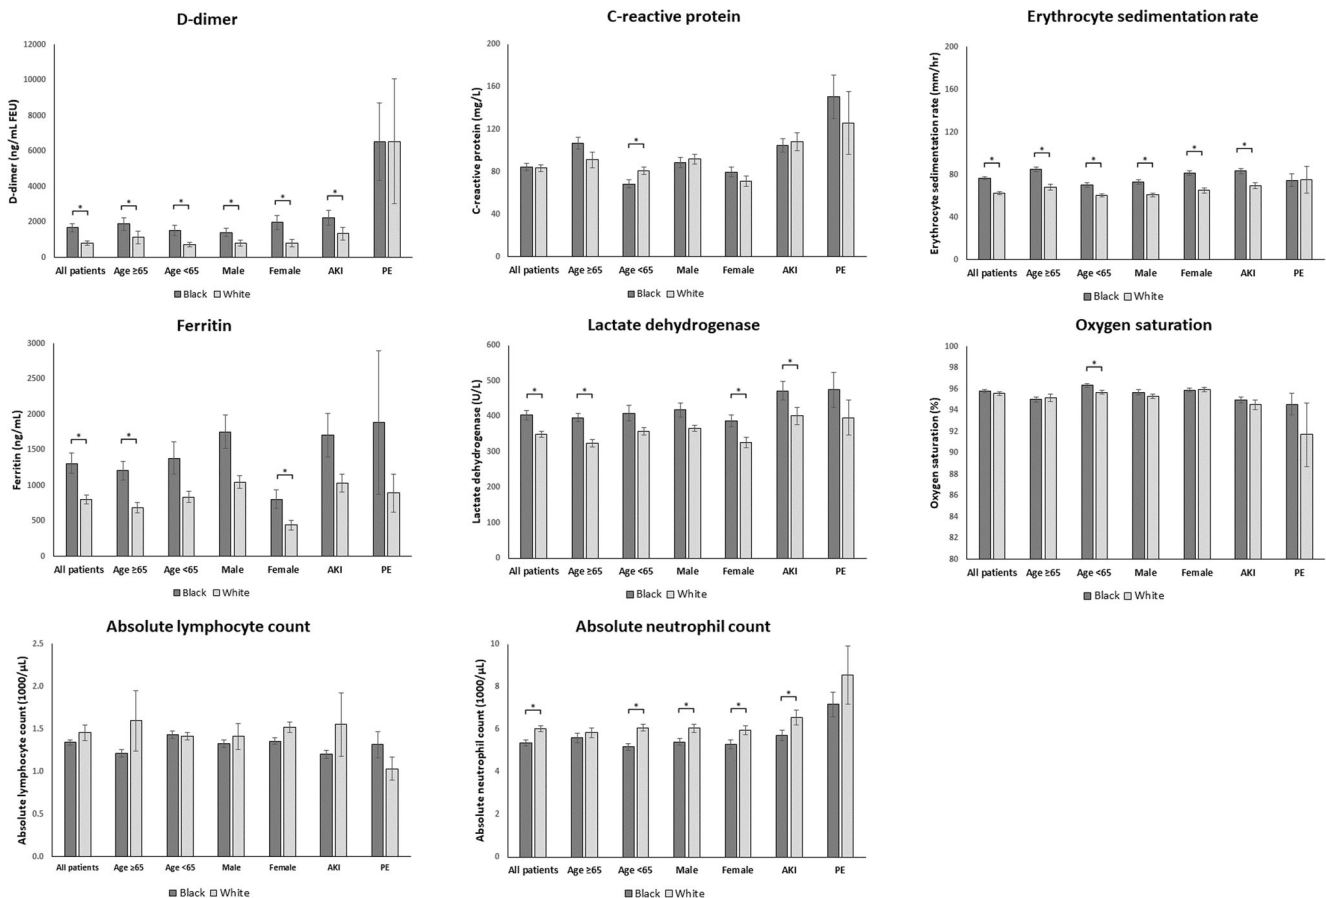 D-dimer
D-dimer (ng/mL FEU)
12000
10000
8000
6000
4000
2000
0
* * * * * *
All patients Age ≥65 Age <65 Male Female AKI PE
Black White
C-reactive protein
C-reactive protein (mg/L)
200
160
120
80
40
0
*
All patients Age ≥65 Age <65 Male Female AKI PE
Black White
Erythrocyte sedimentation rate
Erythrocyte sedimentation rate (mm/hr)
200
160
120
80
40
0
* * * * * *
All patients Age ≥65 Age <65 Male Female AKI PE
Black White
Ferritin
Ferritin (ng/mL)
3000
2500
2000
1500
1000
500
0
* * *
All patients Age ≥65 Age <65 Male Female AKI PE
Black White
Lactate dehydrogenase
Lactate dehydrogenase (U/L)
600
500
400
300
200
100
0
* * * *
All patients Age ≥65 Age <65 Male Female AKI PE
Black White
Oxygen saturation
Oxygen saturation (%)
100
98
96
94
92
90
88
86
84
82
80
*
All patients Age ≥65 Age <65 Male Female AKI PE
Black White
Absolute lymphocyte count
Absolute lymphocyte count (1000/μL)
2.5
2.0
1.5
1.0
0.5
0.0
All patients Age ≥65 Age <65 Male Female AKI PE
Black White
Absolute neutrophil count
Absolute neutrophil count (1000/μL)
10
8
6
4
2
0
* * * * *
All patients Age ≥65 Age <65 Male Female AKI PE
Black White